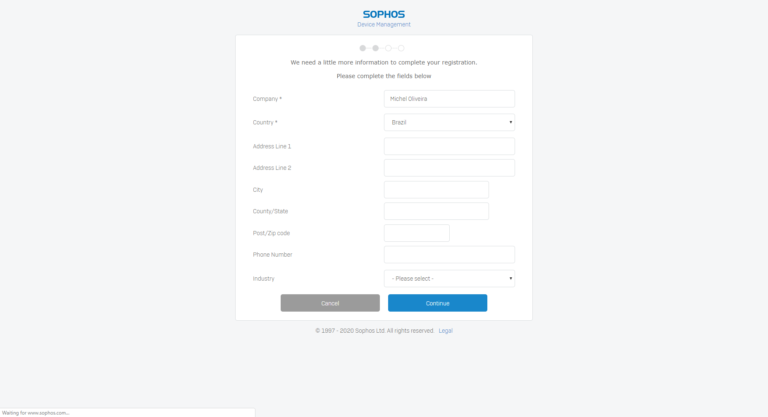 SOPHOS
Device Management
We need a little more information to complete your registration.
Please complete the fields below
Company * Michel Oliveira
Country * Brazil
Address Line 1
Address Line 2
City
County/State
Post/Zip code
Phone Number
Industry - Please select -
Cancel Continue
© 1997 - 2020 Sophos Ltd. All rights reserved. Legal
Waiting for www.sophos.com...